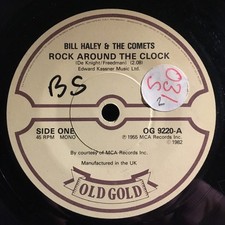 BILL HALEY & THE COMETS
ROCK AROUND THE CLOCK
(De Knight/Freedman) (2:08)
Edward Kassner Music Ltd.
BS
SIDE ONE
45 RPM MONO
OG 9220-A
℗ 1955 MCA Records Inc.
© 1982
By courtesy of MCA Records Inc.
Manufactured in the UK
OLD GOLD